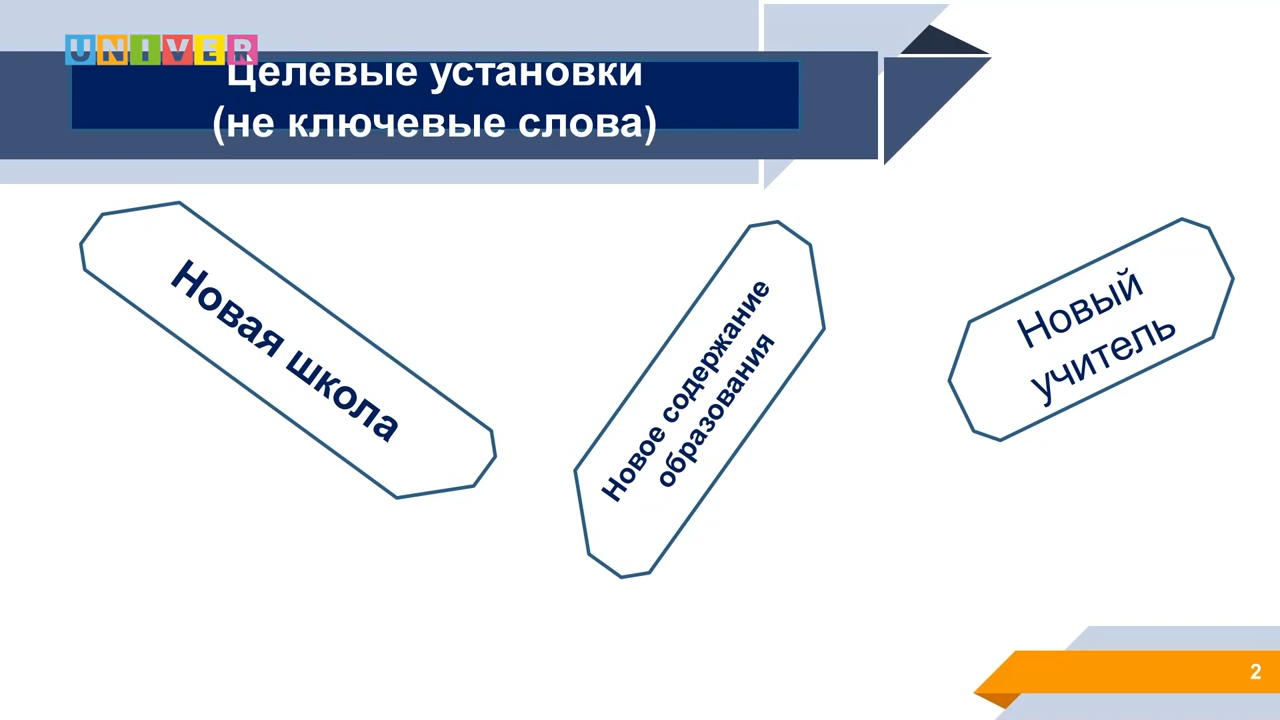 UNIVER
Целевые установки
(не ключевые слова)
Новая школа
Новое содержание
образования
Новый
учитель
2